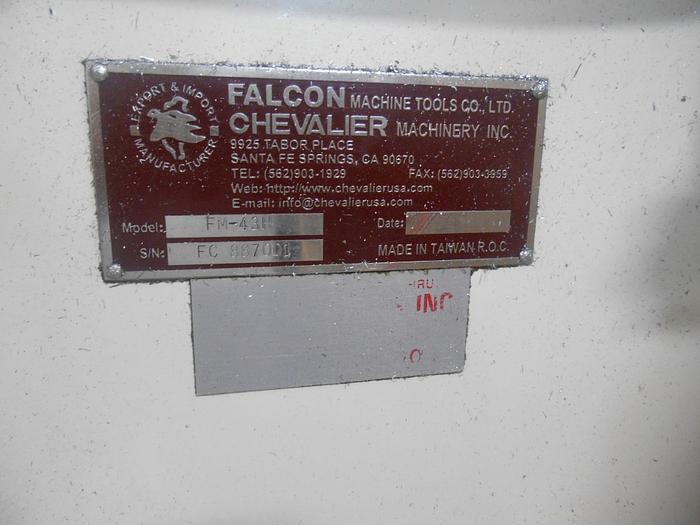 EXPORT & IMPORT
MANUFACTURER
FALCON MACHINE TOOLS CO., LTD.
CHEVALIER MACHINERY INC.
9925 TABOR PLACE
SANTA FE SPRINGS, CA 90670
TEL: (562)903-1929 FAX: (562)903-3959
Web: http://www.chevalierusa.com
E-mail: info@chevalierusa.com
Model: Date:
S/N: FC MADE IN TAIWAN R.O.C.
INC